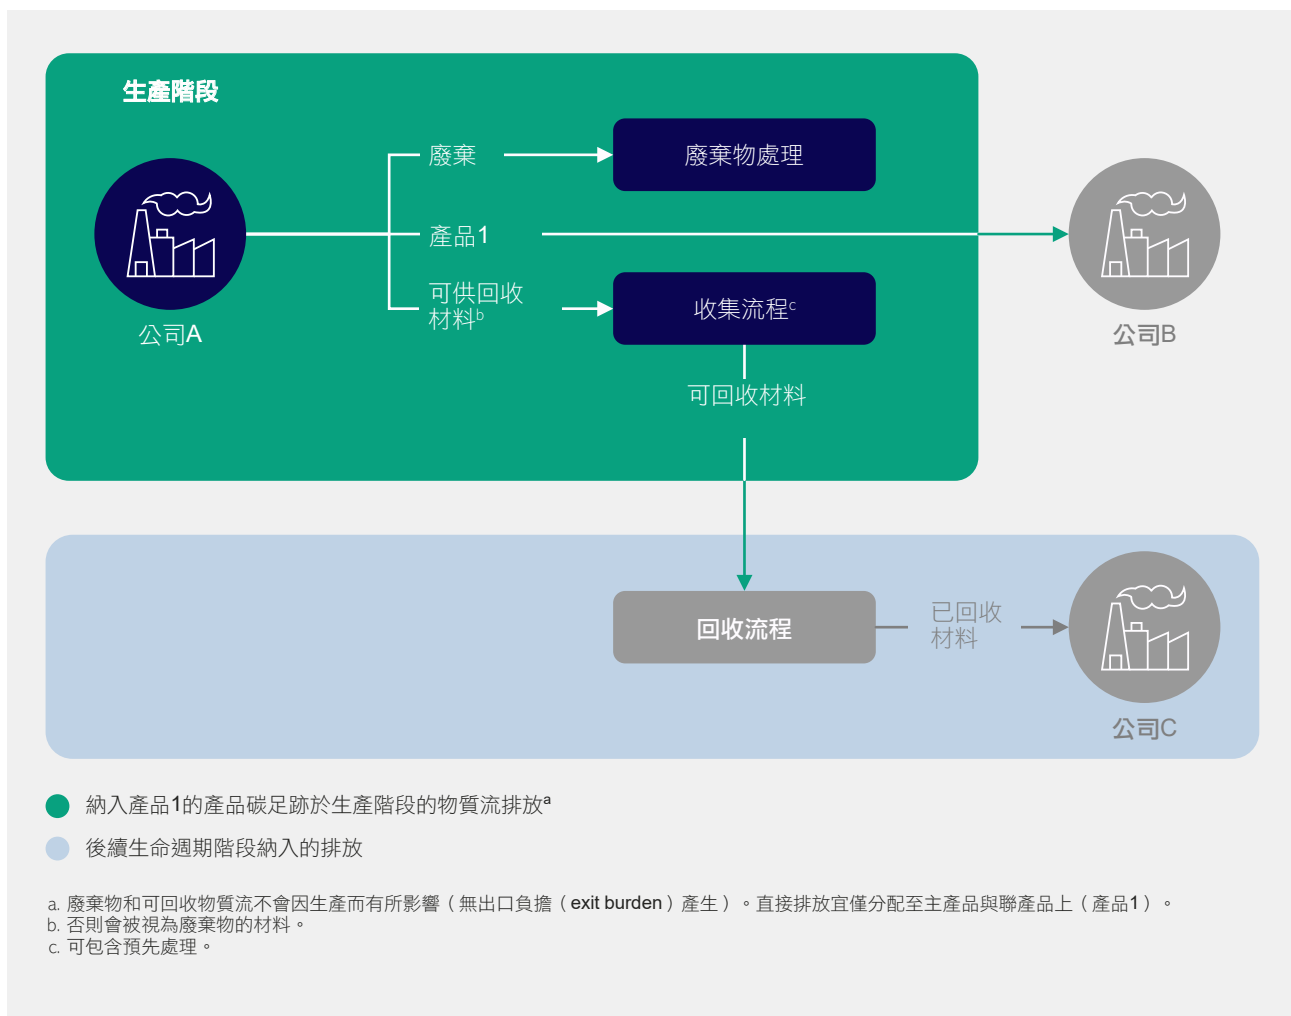 生產階段
廢棄
廢棄物處理
產品1
可供回收
材料b
收集流程c
公司A
公司B
可回收材料
回收流程
已回收
材料
公司C
納入產品1的產品碳足跡於生產階段的物質流排放a
後續生命週期階段納入的排放
a. 廢棄物和可回收物質流不會因生產而有所影響（無出口負擔（exit burden）產生）。直接排放宜僅分配至主產品與聯產品上（產品1）。
b. 否則會被視為廢棄物的材料。
c. 可包含預先處理。